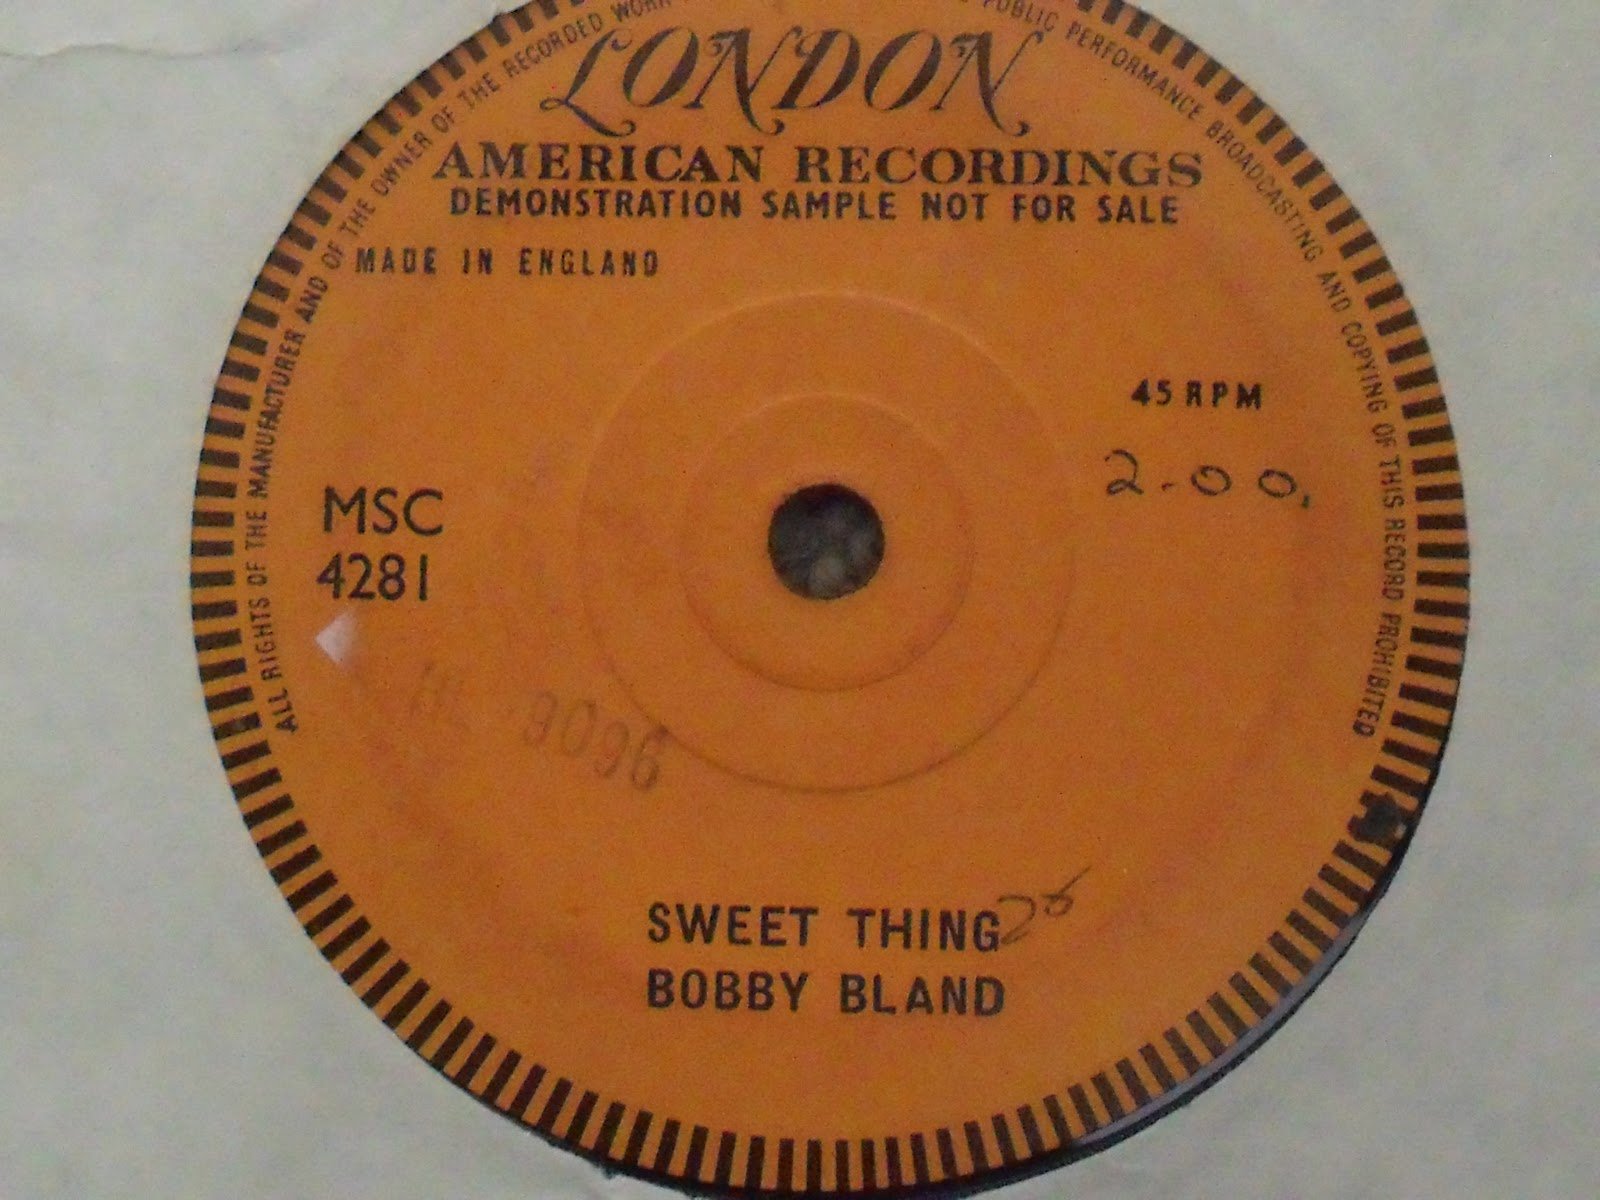 ALL RIGHTS OF THE MANUFACTURER AND OF THE OWNER OF THE RECORDED WORK
PUBLIC PERFORMANCE BROADCASTING AND COPYING OF THIS RECORD PROHIBITED
LONDON
AMERICAN RECORDINGS
DEMONSTRATION SAMPLE NOT FOR SALE
MADE IN ENGLAND
45 RPM
2.00.
MSC
4281
HL 9096
SWEET THING
BOBBY BLAND